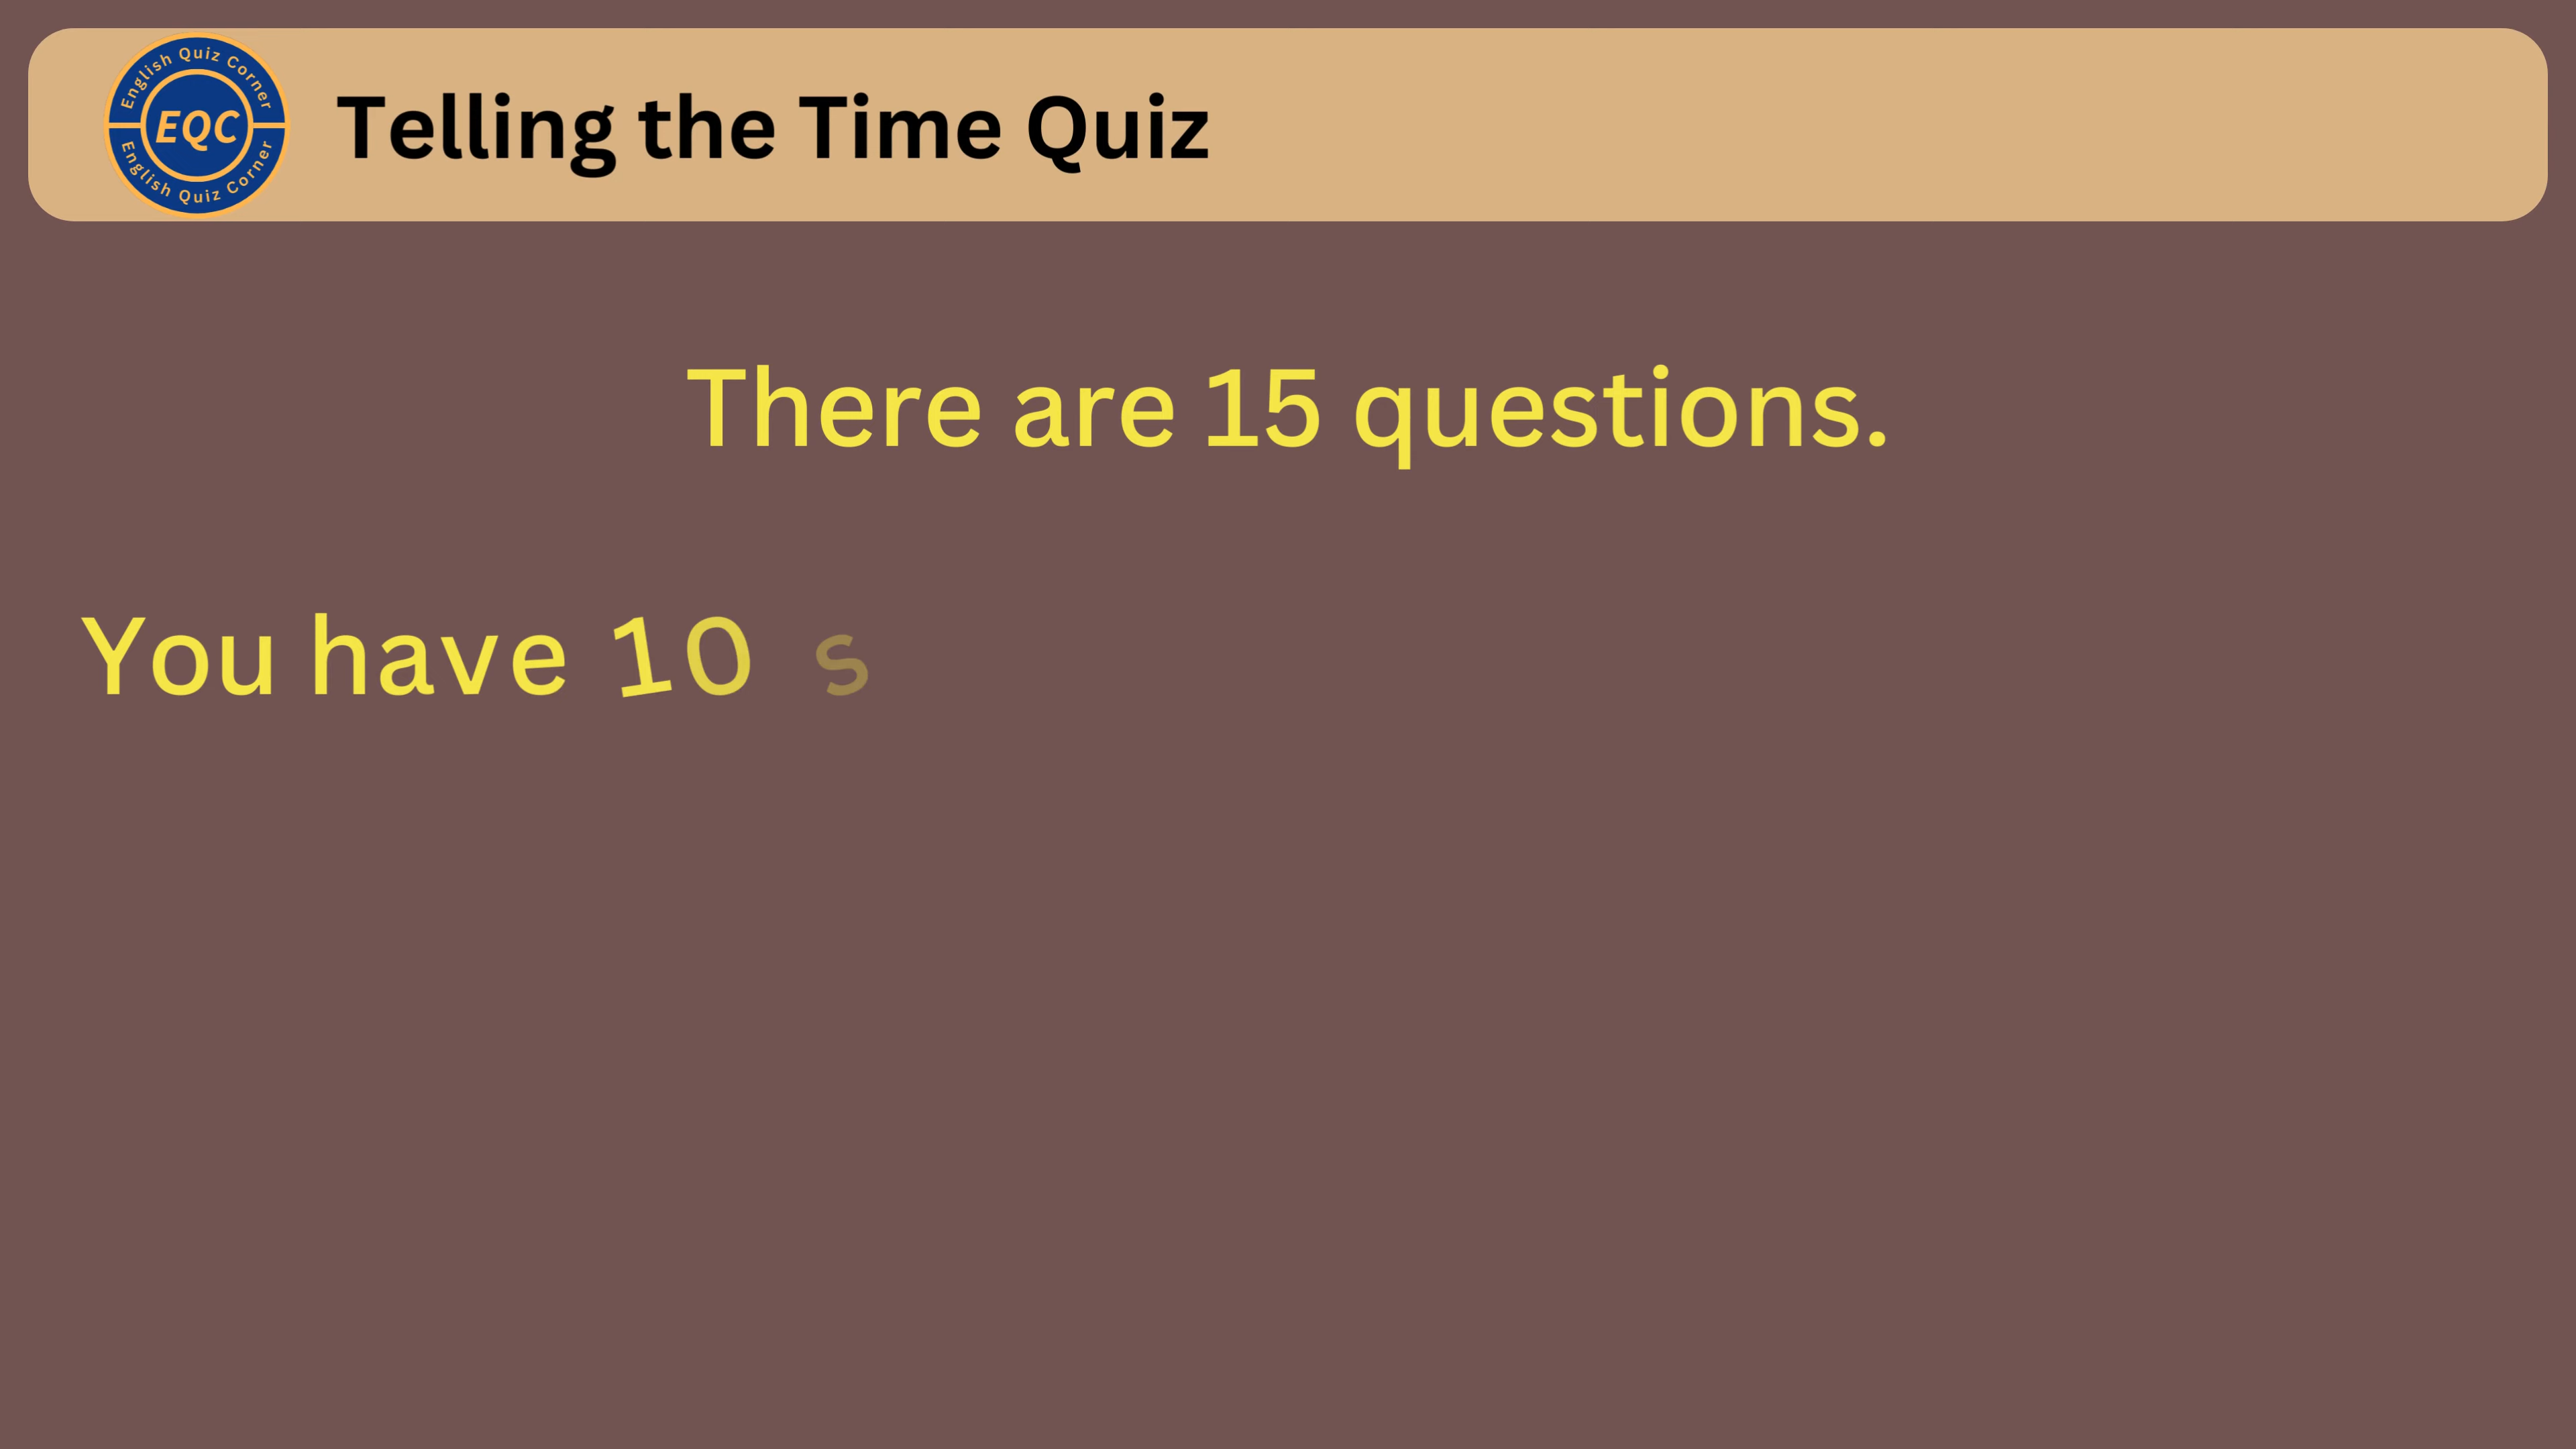 English Quiz Corner
EQC
English Quiz Corner
Telling the Time Quiz
There are 15 questions.
You have 10 s